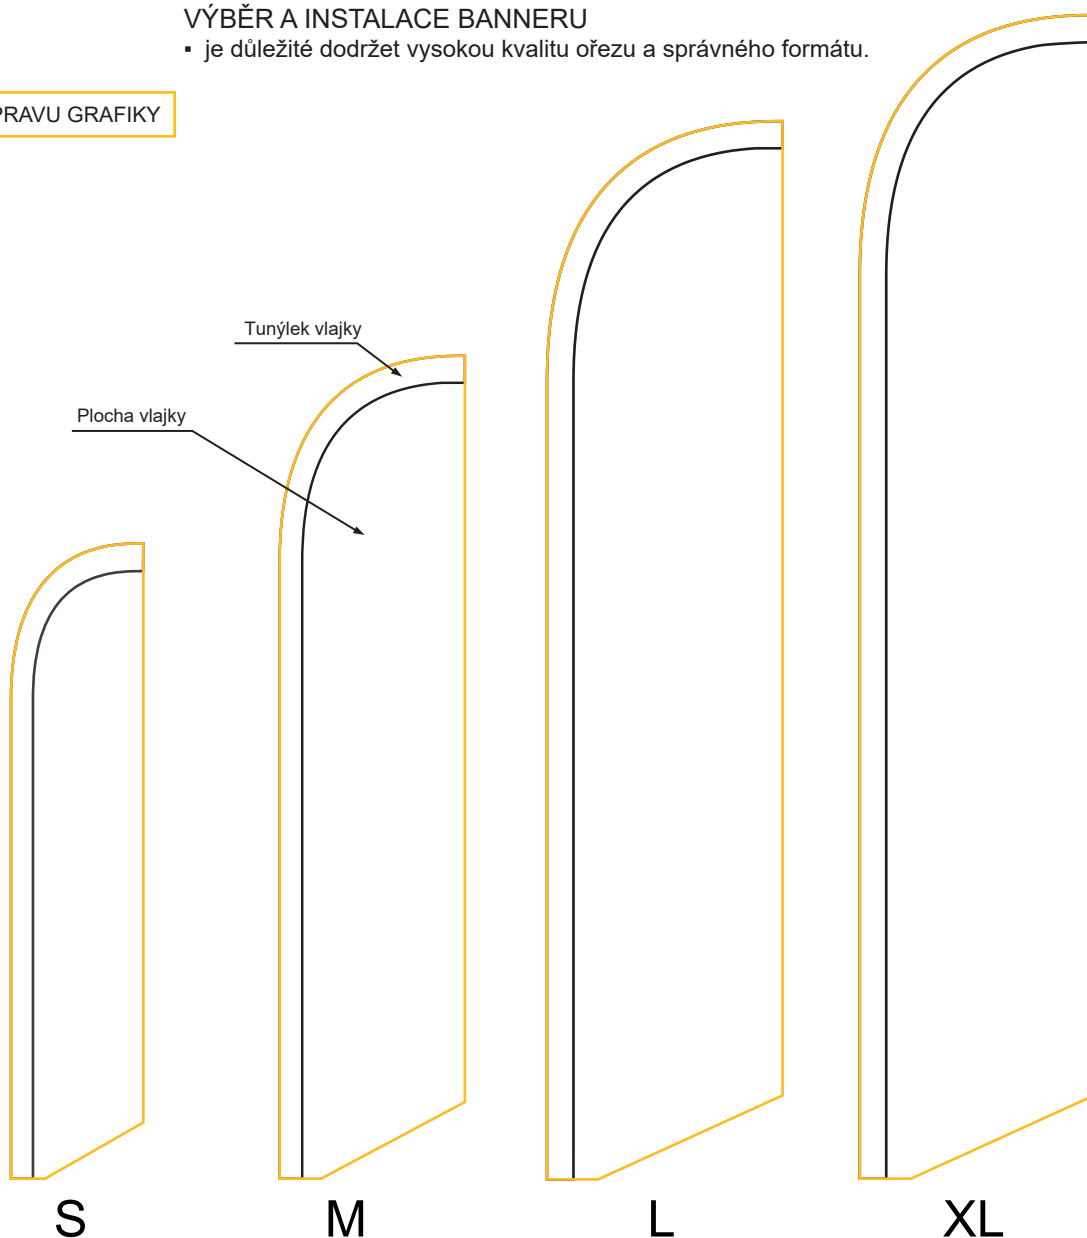 VÝBĚR A INSTALACE BANNERU
▪ je důležité dodržet vysokou kvalitu ořezu a správného formátu.
PRAVU GRAFIKY
Tunýlek vlajky
Plocha vlajky
S
M
L
XL